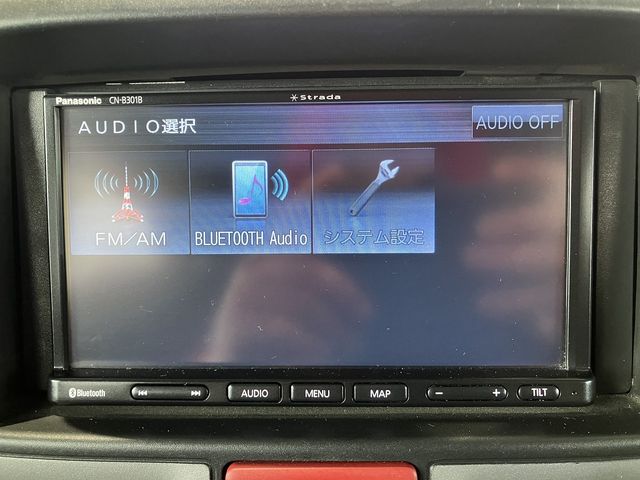 Panasonic CN-B301B
Strada
AUDIO選択
AUDIO OFF
FM/AM
BLUETOOTH Audio
システム設定
Bluetooth
AUDIO
MENU
MAP
− +
TILT